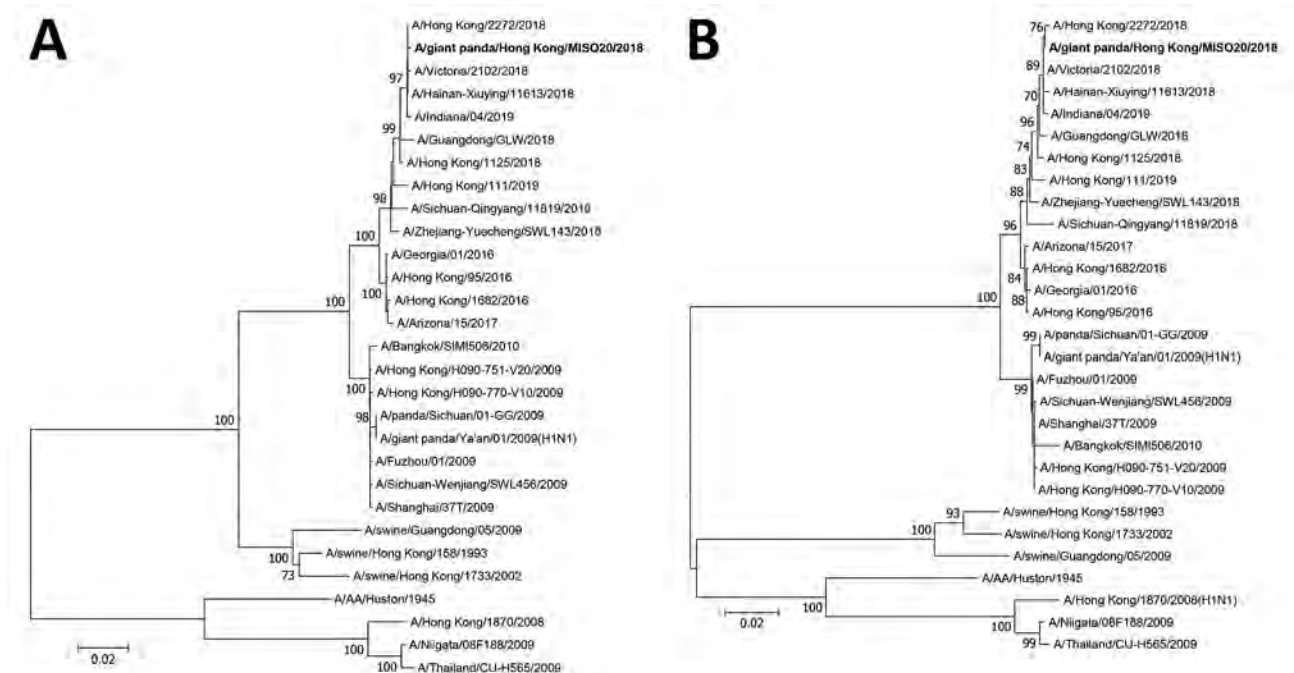 A
A/Hong Kong/2272/2018
A/giant panda/Hong Kong/MISO20/2018
A/Victoria/2102/2018
97
A/Hainan-Xiuying/11613/2018
A/Indiana/04/2019
99
A/Guangdong/GLW/2018
A/Hong Kong/1125/2018
A/Hong Kong/111/2019
98
A/Sichuan-Qingyang/11819/2018
A/Zhejiang-Yuecheng/SWL143/2018
100
A/Georgia/01/2016
A/Hong Kong/95/2016
100
100
A/Hong Kong/1682/2016
A/Arizona/15/2017
A/Bangkok/SIMI506/2010
A/Hong Kong/H090-751-V20/2009
100
A/Hong Kong/H090-770-V10/2009
98
A/panda/Sichuan/01-GG/2009
100
A/giant panda/Ya'an/01/2009(H1N1)
A/Fuzhou/01/2009
A/Sichuan-Wenjiang/SWL456/2009
A/Shanghai/37T/2009
A/swine/Guangdong/05/2009
100
A/swine/Hong Kong/158/1993
73
A/swine/Hong Kong/1733/2002
A/AA/Huston/1945
A/Hong Kong/1870/2008
100
A/Niigata/08F188/2009
100
A/Thailand/CU-H565/2009
0.02
B
76
A/Hong Kong/2272/2018
A/giant panda/Hong Kong/MISO20/2018
89
A/Victoria/2102/2018
70
A/Hainan-Xiuying/11613/2018
A/Indiana/04/2019
96
A/Guangdong/GLW/2018
74
A/Hong Kong/1125/2018
83
A/Hong Kong/111/2019
88
A/Zhejiang-Yuecheng/SWL143/2018
A/Sichuan-Qingyang/11819/2018
96
A/Arizona/15/2017
A/Hong Kong/1682/2016
84
A/Georgia/01/2016
100
88
A/Hong Kong/95/2016
99
A/panda/Sichuan/01-GG/2009
A/giant panda/Ya'an/01/2009(H1N1)
A/Fuzhou/01/2009
99
A/Sichuan-Wenjiang/SWL456/2009
A/Shanghai/37T/2009
A/Bangkok/SIMI506/2010
A/Hong Kong/H090-751-V20/2009
A/Hong Kong/H090-770-V10/2009
93
A/swine/Hong Kong/158/1993
100
A/swine/Hong Kong/1733/2002
A/swine/Guangdong/05/2009
A/AA/Huston/1945
100
A/Hong Kong/1870/2008(H1N1)
0.02
100
A/Niigata/08F188/2009
99
A/Thailand/CU-H565/2009